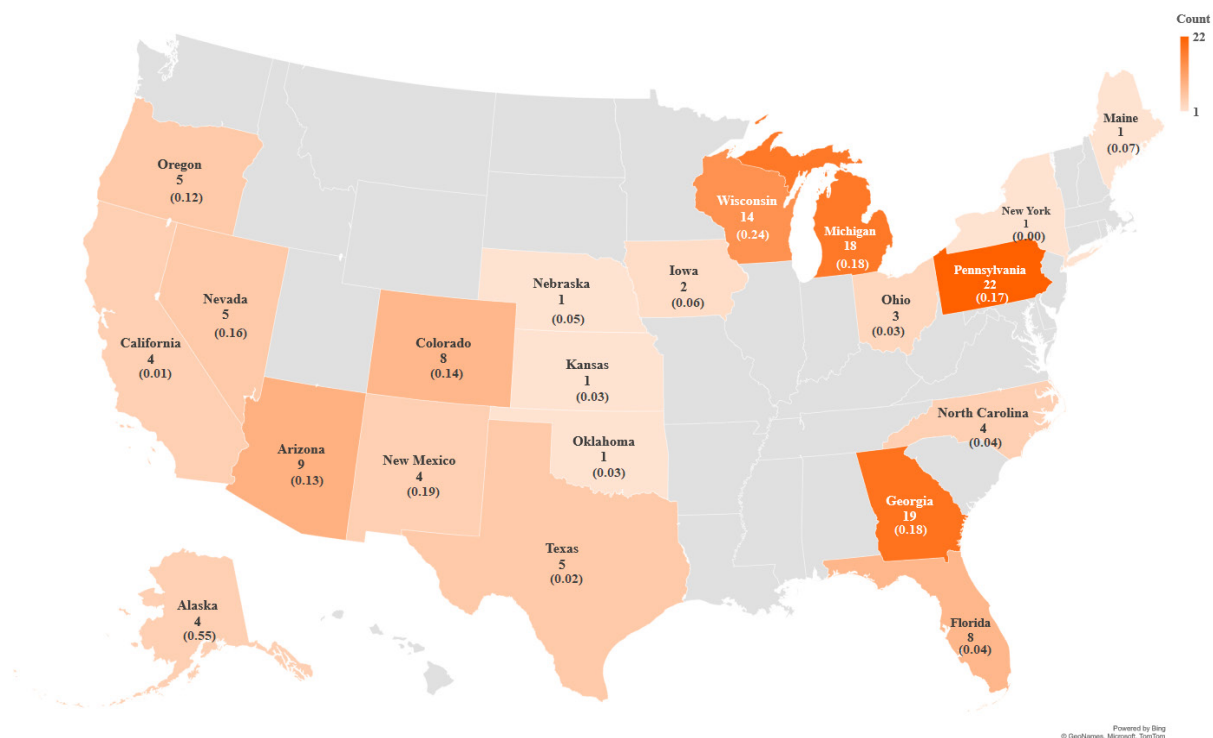 Count
22
1
Maine
1
(0.07)
Oregon
5
(0.12)
Wisconsin
14
(0.24)
New York
1
(0.00)
Michigan
18
(0.18)
Pennsylvania
22
(0.17)
Iowa
2
(0.06)
Nebraska
1
(0.05)
Ohio
3
(0.03)
Nevada
5
(0.16)
California
4
(0.01)
Colorado
8
(0.14)
Kansas
1
(0.03)
North Carolina
4
(0.04)
Oklahoma
1
(0.03)
Arizona
9
(0.13)
New Mexico
4
(0.19)
Georgia
19
(0.18)
Texas
5
(0.02)
Alaska
4
(0.55)
Florida
8
(0.04)
Powered by Bing
© GeoNames, Microsoft, TomTom